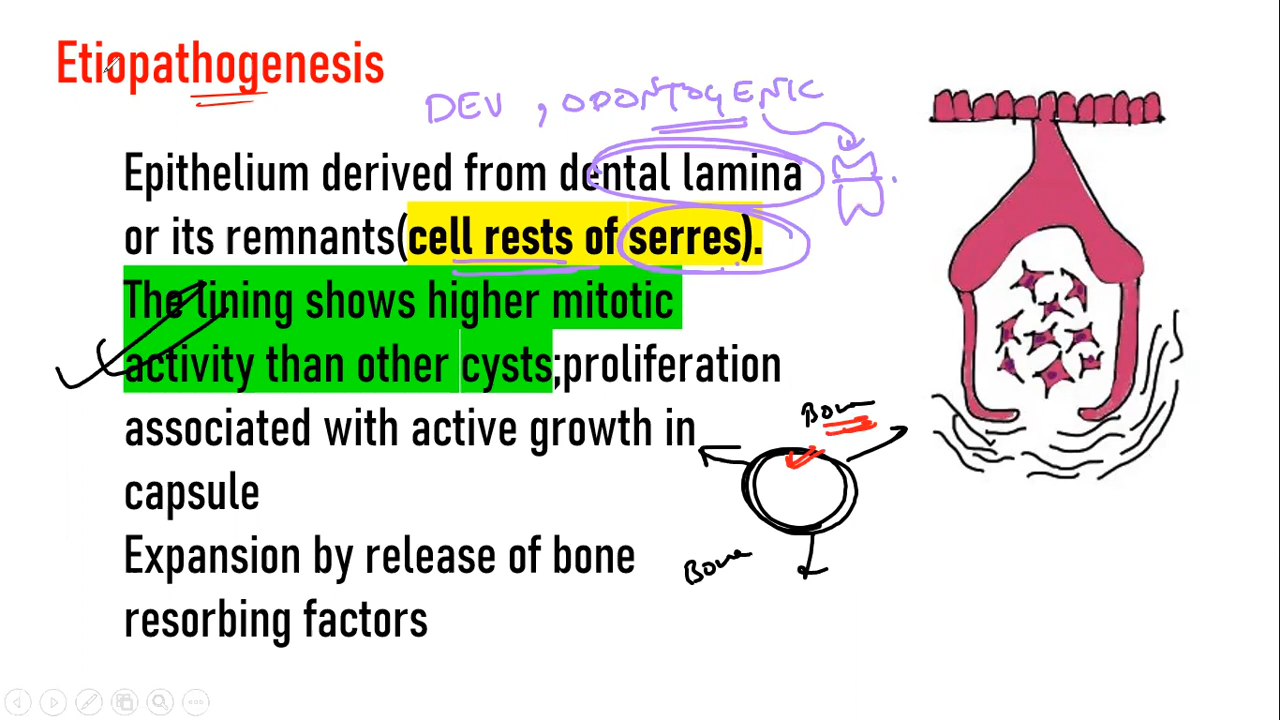 Etiopathogenesis
DEV, ODONTOGENIC
Epithelium derived from dental lamina
or its remnants(cell rests of serres).
The lining shows higher mitotic
activity than other cysts;proliferation
Bone
associated with active growth in
capsule
Bone
Expansion by release of bone
resorbing factors